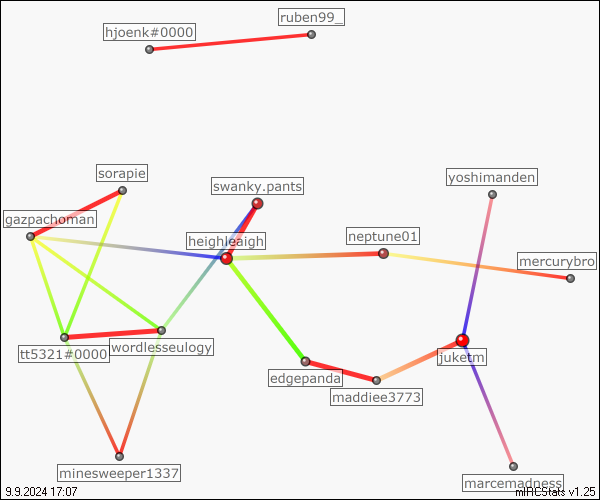 ruben99_
hjoenk#0000
sorapie
yoshimanden
swanky.pants
gazpachoman
neptune01
heighleaigh
mercurybro
wordlesseulogy
tt5321#0000
juketm
edgepanda
maddiee3773
minesweeper1337
marcemadness
9.9.2024 17:07
mIRCStats v1.25